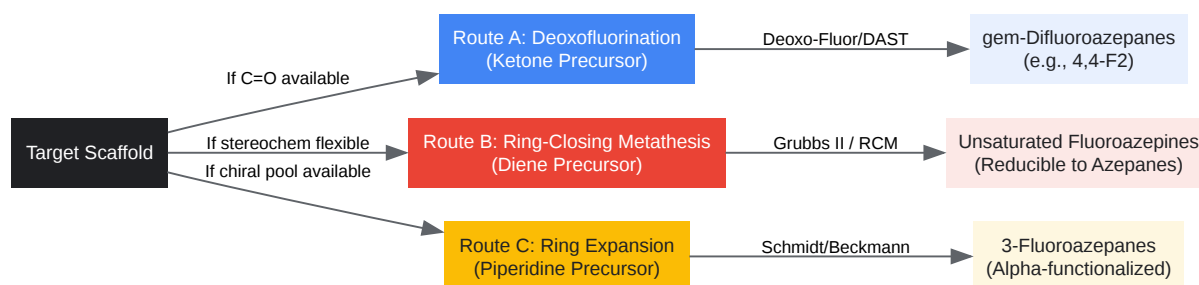 Target Scaffold
If C=O available
If stereochem flexible
If chiral pool available
Route A: Deoxofluorination
(Ketone Precursor)
Deoxo-Fluor/DAST
gem-Difluoroazepanes
(e.g., 4,4-F2)
Route B: Ring-Closing Metathesis
(Diene Precursor)
Grubbs II / RCM
Unsaturated Fluoroazepines
(Reducible to Azepanes)
Route C: Ring Expansion
(Piperidine Precursor)
Schmidt/Beckmann
3-Fluoroazepanes
(Alpha-functionalized)